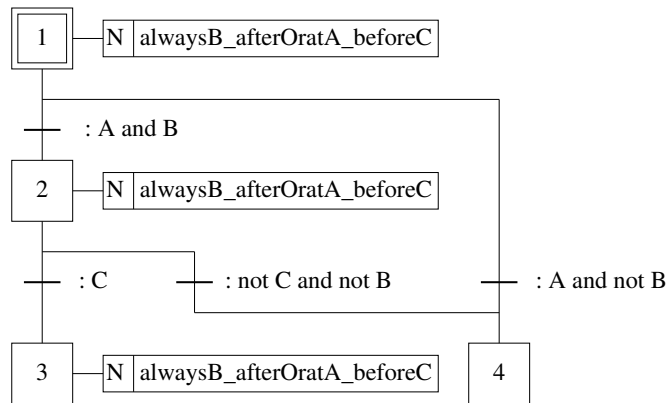 1 N alwaysB_afterOratA_beforeC
: A and B
2 N alwaysB_afterOratA_beforeC
: C : not C and not B : A and not B
3 N alwaysB_afterOratA_beforeC 4